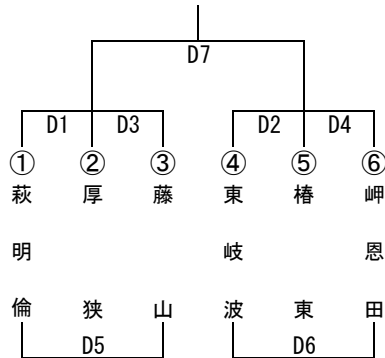 D7
D1 D3 D2 D4
① ② ③ ④ ⑤ ⑥
萩明倫
厚狭
藤山
東岐波
椿東
岬恩田
D5 D6